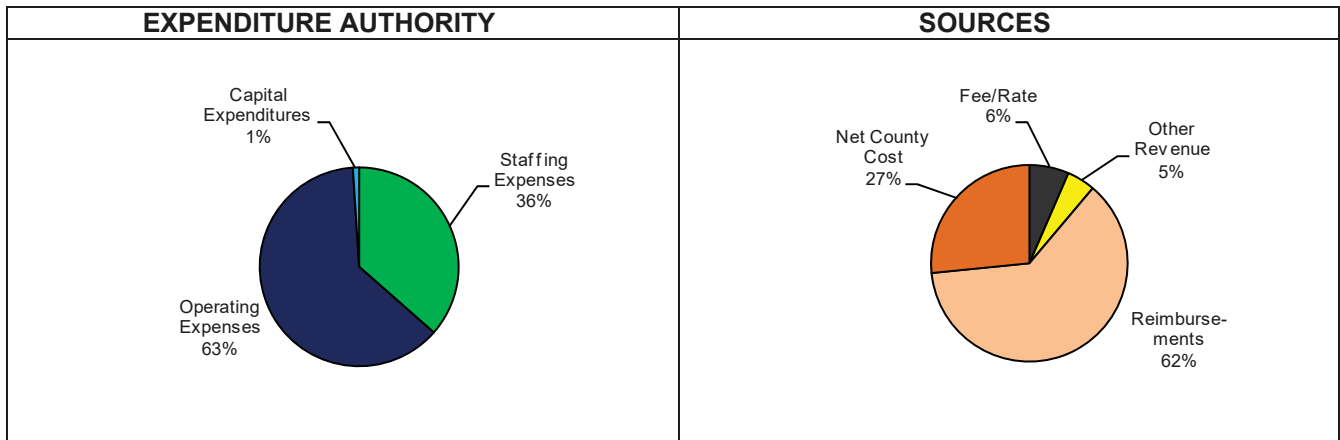 EXPENDITURE AUTHORITY
Capital
Expenditures
1%
Staffing
Expenses
36%
Operating
Expenses
63%
SOURCES
Fee/Rate
6%
Other
Revenue
5%
Net County
Cost
27%
Reimburse-
ments
62%